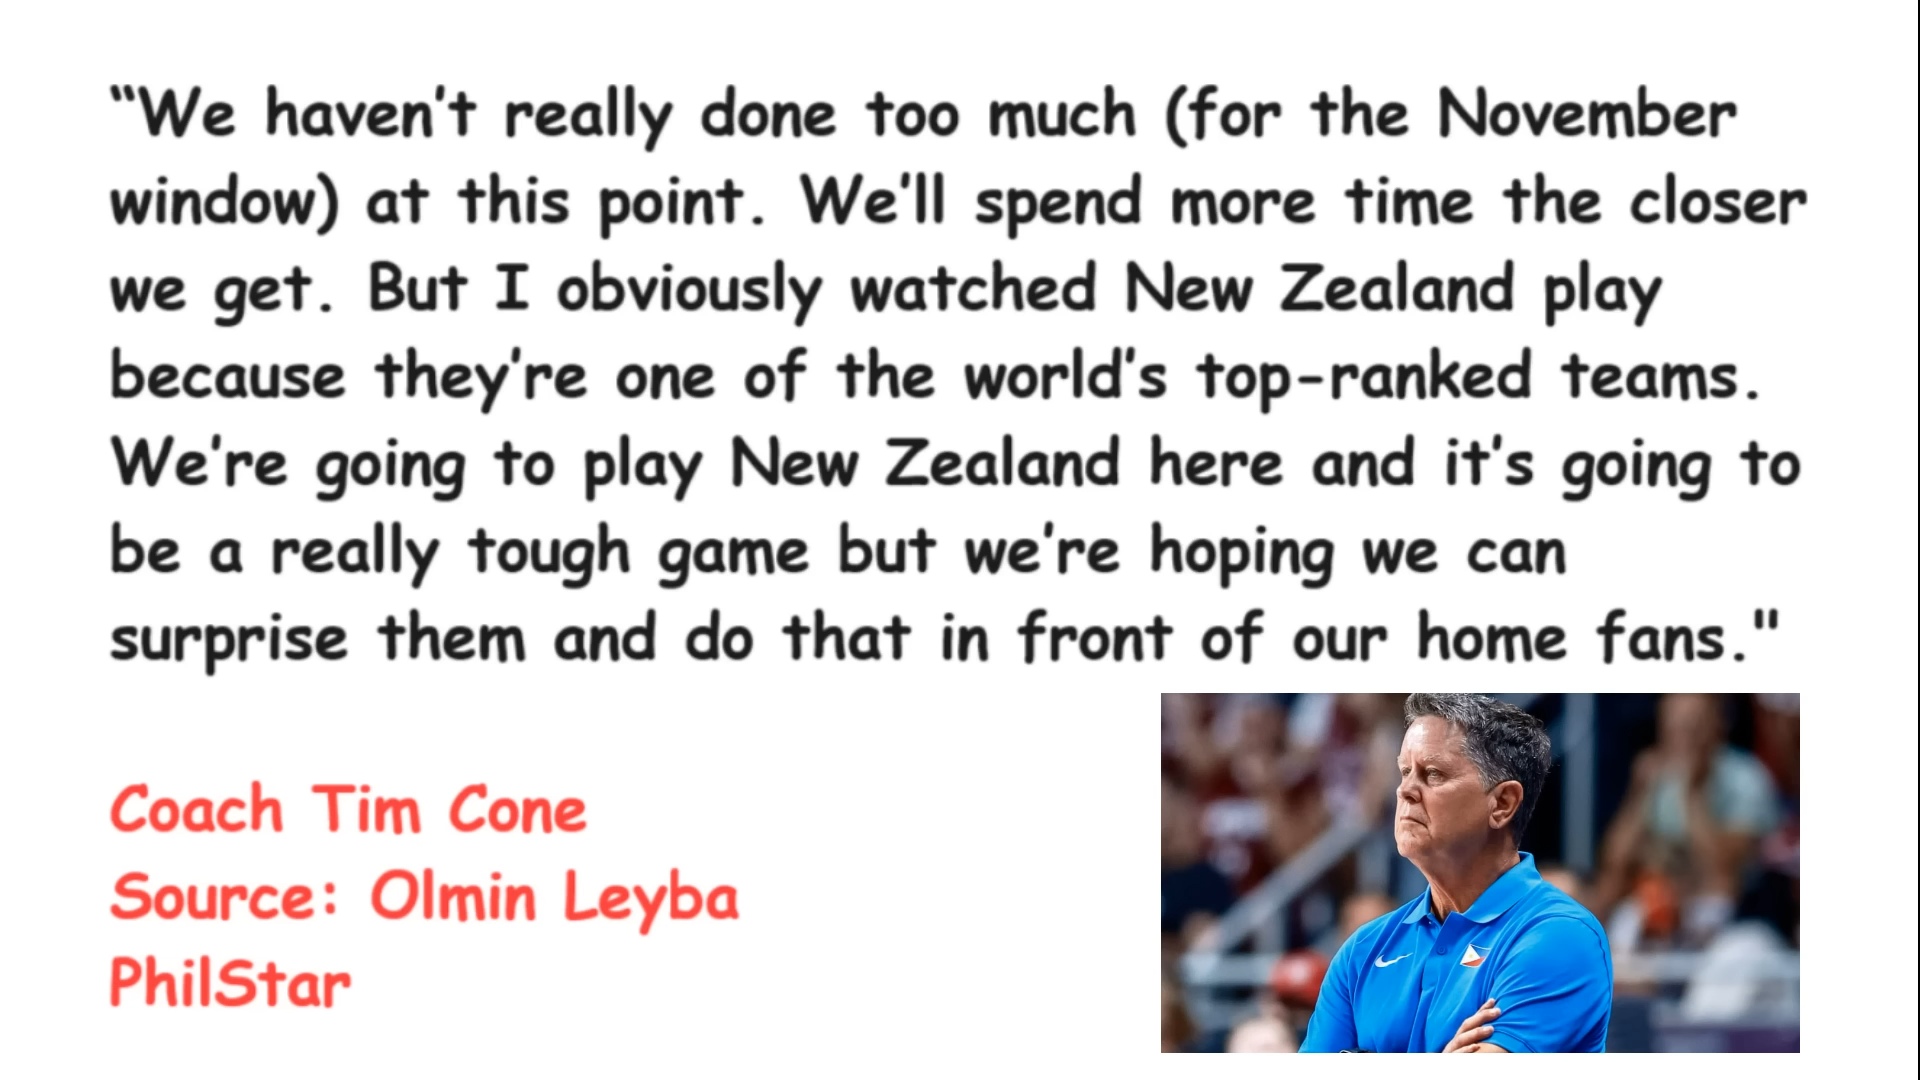 “We haven’t really done too much (for the November
window) at this point. We’ll spend more time the closer
we get. But I obviously watched New Zealand play
because they’re one of the world’s top-ranked teams.
We’re going to play New Zealand here and it’s going to
be a really tough game but we’re hoping we can
surprise them and do that in front of our home fans."
Coach Tim Cone
Source: Olmin Leyba
PhilStar